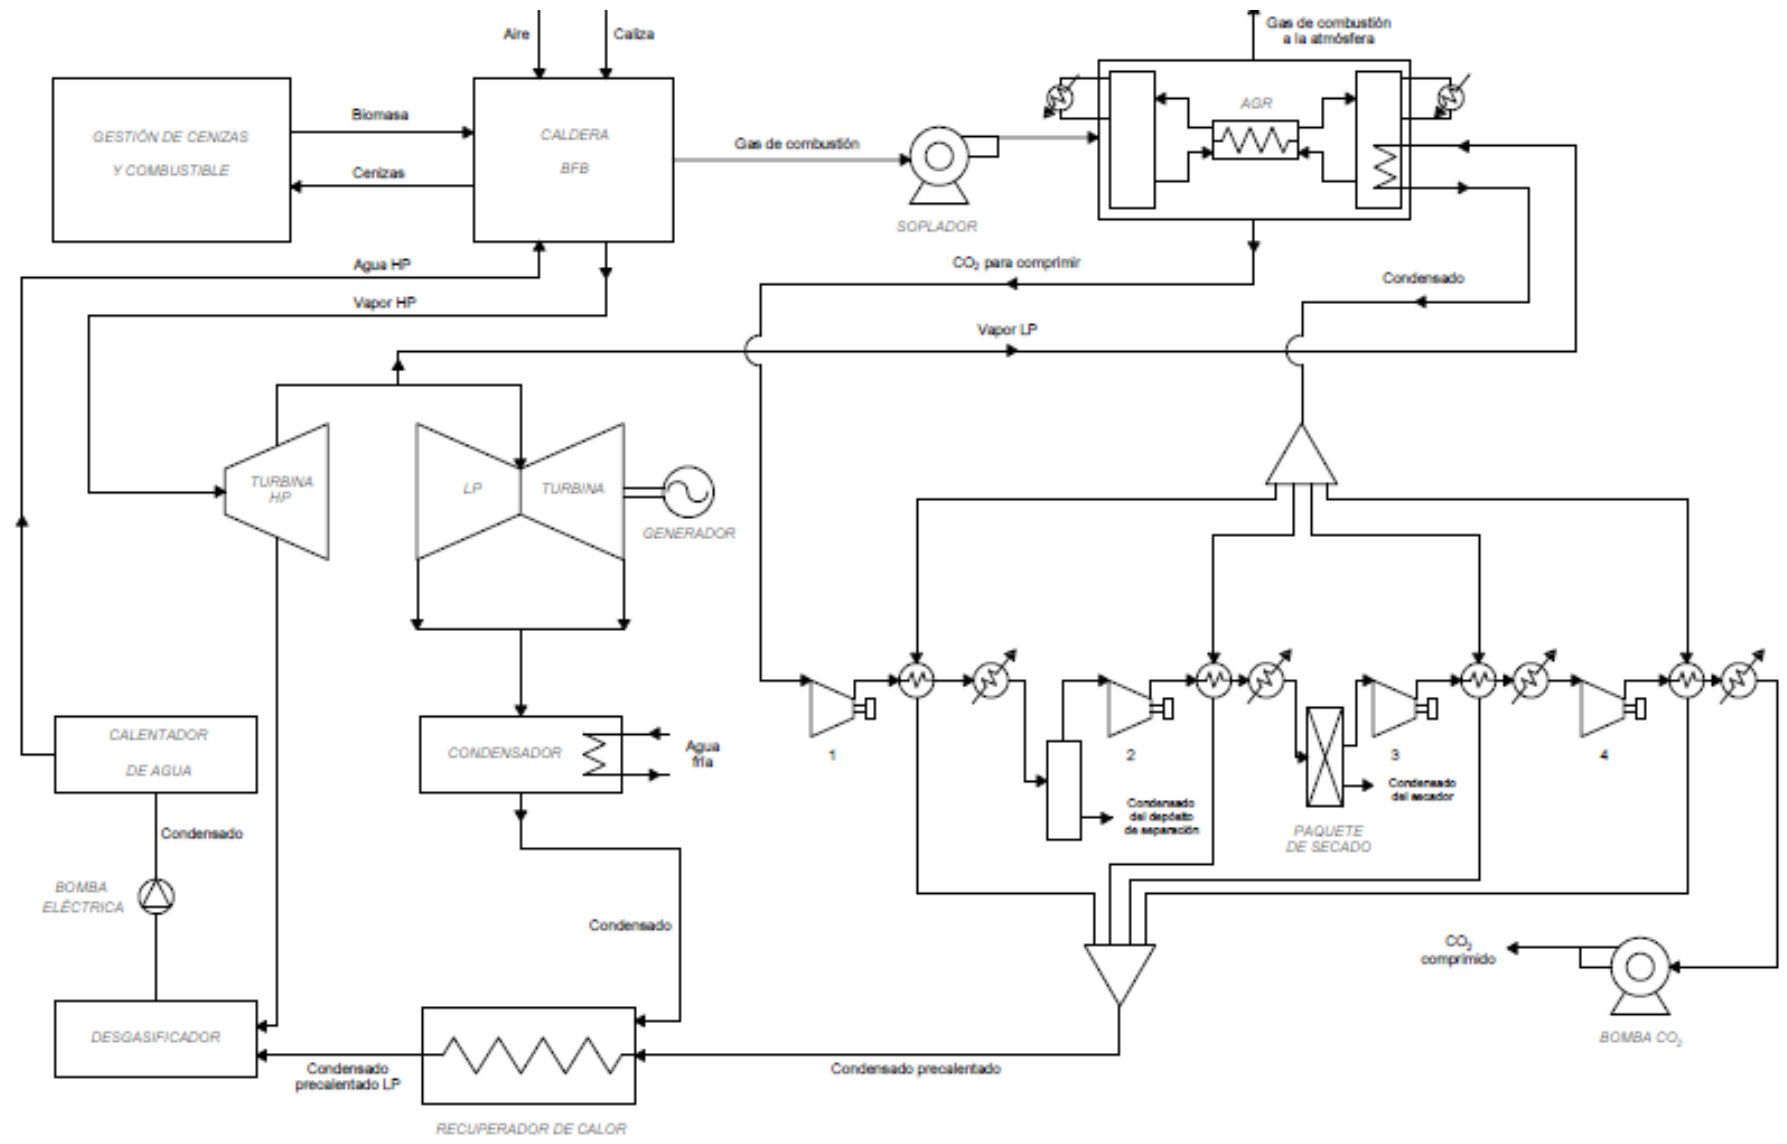 Aire
Caliza
Gas de combustión
a la atmósfera
GESTIÓN DE CENIZAS
Y COMBUSTIBLE
Biomasa
Cenizas
CALDERA
BFB
Gas de combustión
SOPLADOR
AGR
Agua HP
Vapor HP
CO₂ para comprimir
Condensado
Vapor LP
TURBINA
HP
LP
TURBINA
GENERADOR
CALENTADOR
DE AGUA
CONDENSADOR
Agua
fría
1
2
3
4
Condensado
del depósito
de separación
Condensado
del secador
PAQUETE
DE SECADO
Condensado
BOMBA
ELÉCTRICA
Condensado
CO₂
comprimido
BOMBA CO₂
DESGASIFICADOR
Condensado
precalentado LP
Condensado precalentado
RECUPERADOR DE CALOR